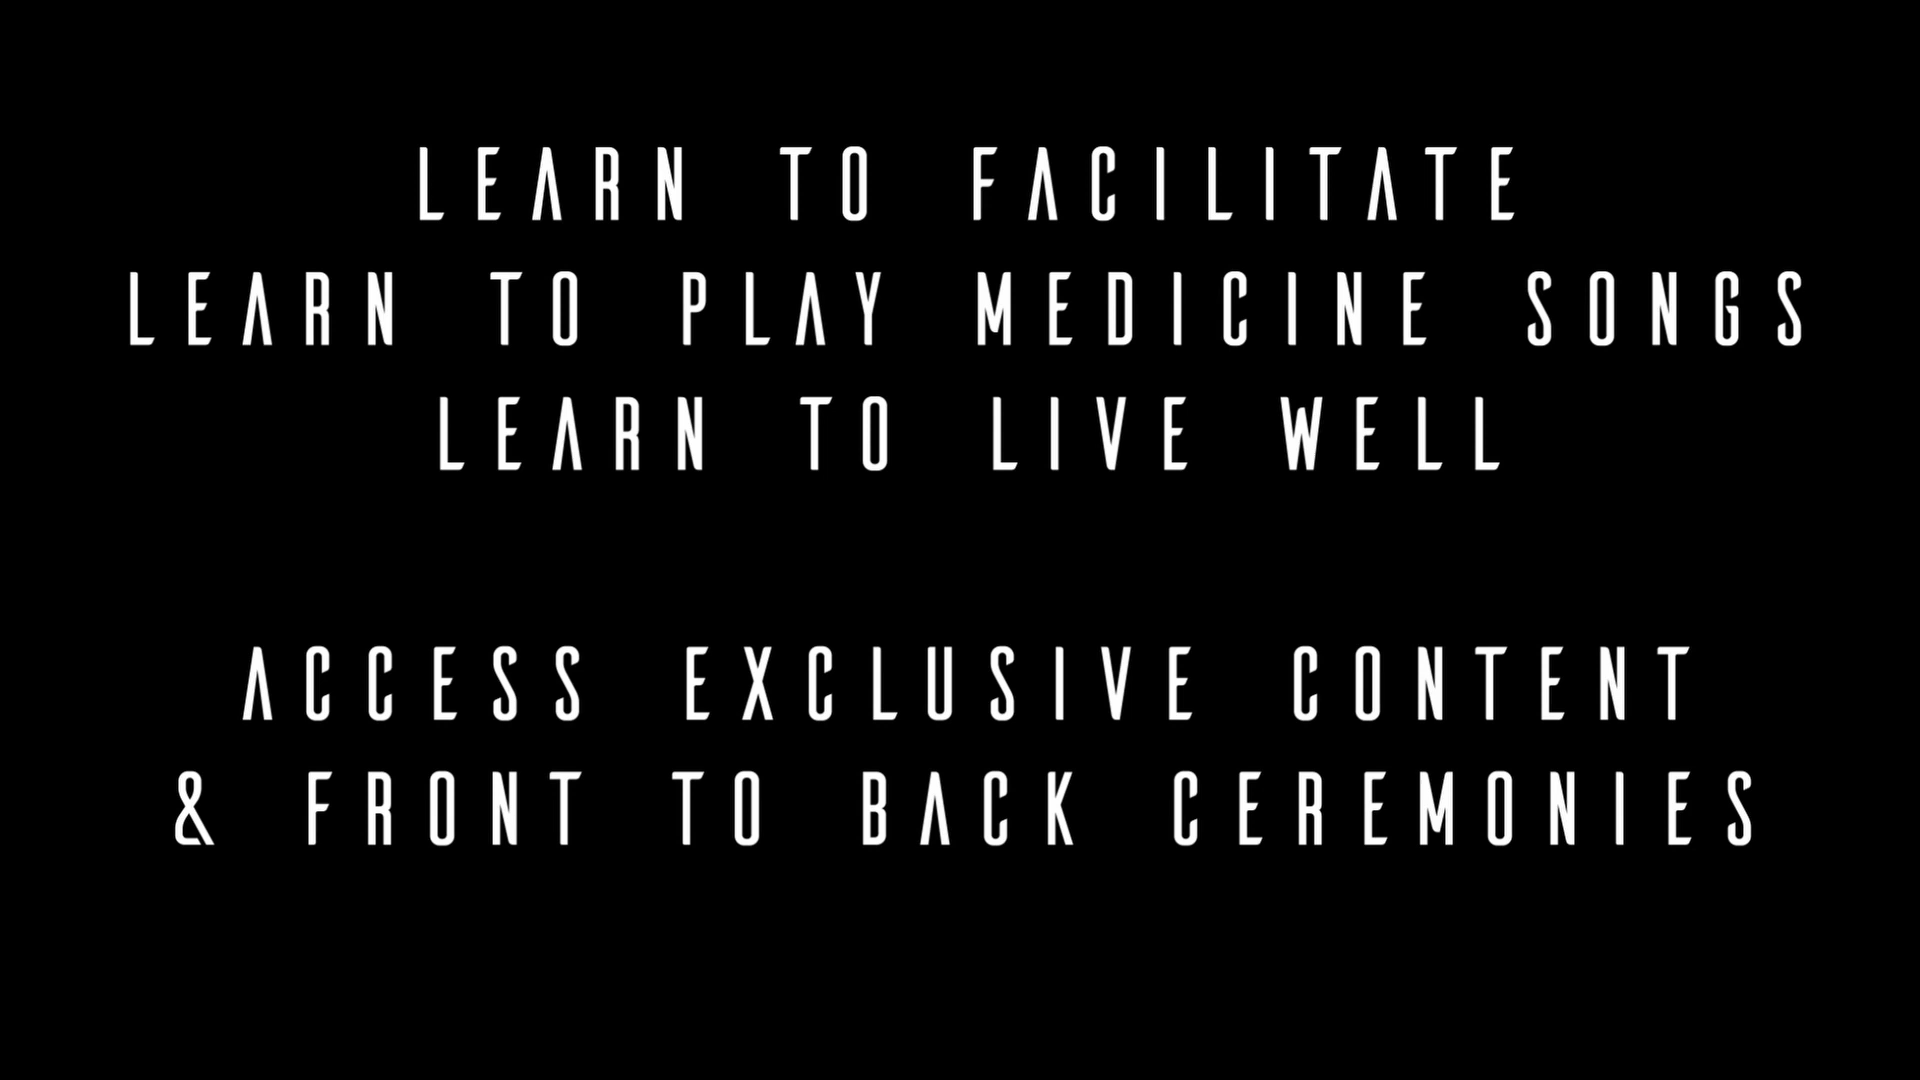 LEARN TO FACILITATE
LEARN TO PLAY MEDICINE SONGS
LEARN TO LIVE WELL
ACCESS EXCLUSIVE CONTENT
& FRONT TO BACK CEREMONIES